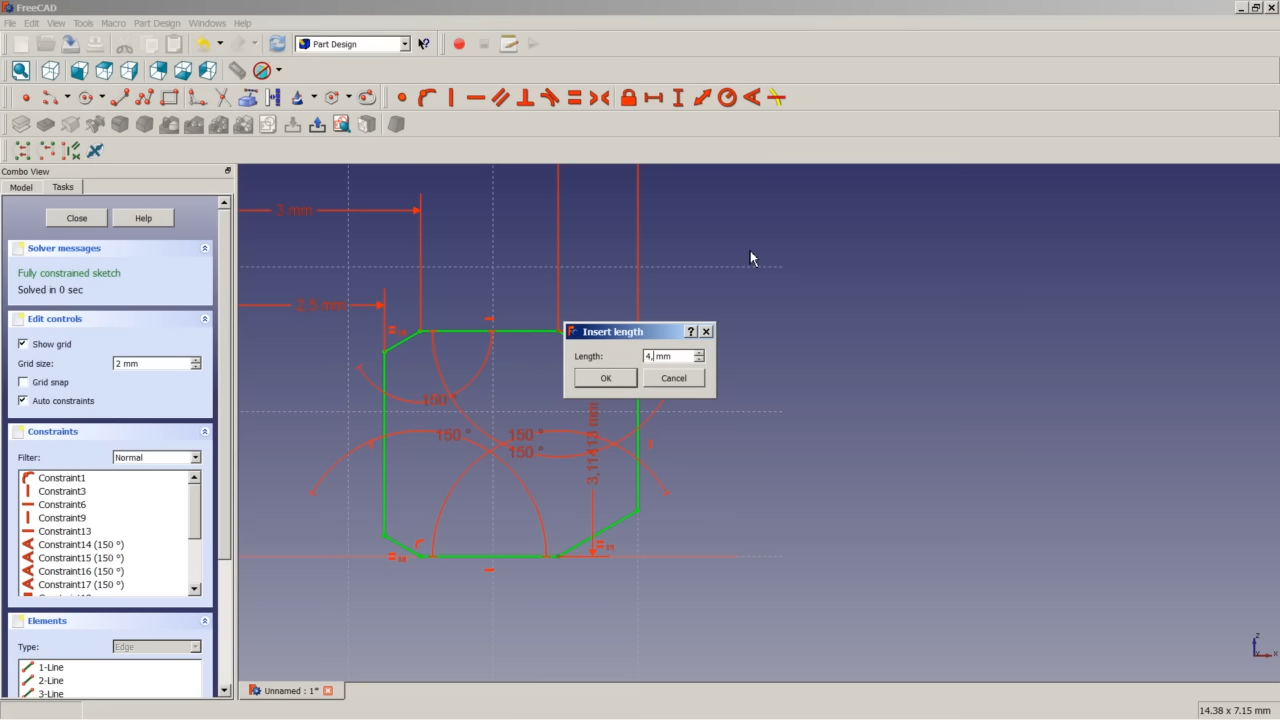 FreeCAD
File Edit View Tools Macro Part Design Windows Help
Part Design
Combo View
Model Tasks
Close Help
Solver messages
Fully constrained sketch
Solved in 0 sec
Edit controls
Show grid
Grid size: 2 mm
Grid snap
Auto constraints
Constraints
Filter: Normal
Constraint1
Constraint3
Constraint6
Constraint9
Constraint13
Constraint14 (150 °)
Constraint15 (150 °)
Constraint16 (150 °)
Constraint17 (150 °)
Elements
Type: Edge
1-Line
2-Line
3-Line
3 mm
2.5 mm
Insert length
Length: 4, mm
OK Cancel
150 °
150 ° 150 °
150 °
Unnamed : 1*
Z
X
14.38 x 7.15 mm